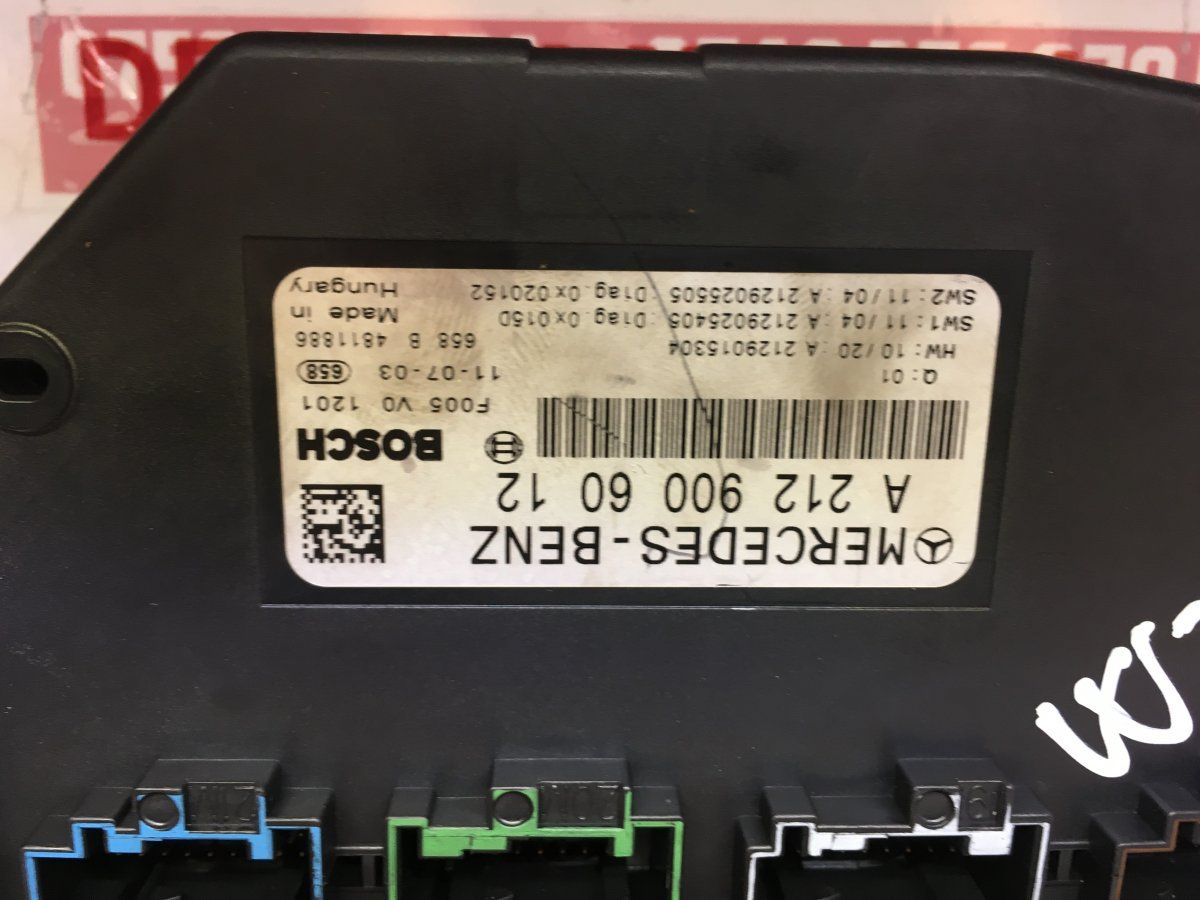 MERCEDES-BENZ
A 212 900 60 12
BOSCH
F005 V0 1201
11-07-03 658
658 B 4811886
Made in
Hungary
Q: 01
HW: 10/20 : A 2129015304
SW1: 11/04 : A 2129025405 : Diag. 0x015D
SW2: 11/04 : A 2129025505 : Diag. 0x020152
W